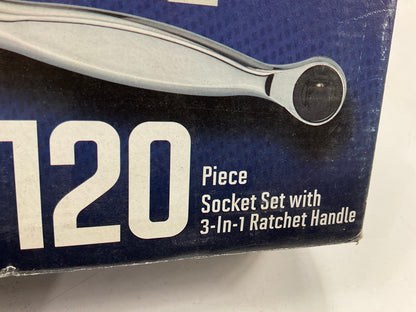 120
Piece
Socket Set with
3-In-1 Ratchet Handle